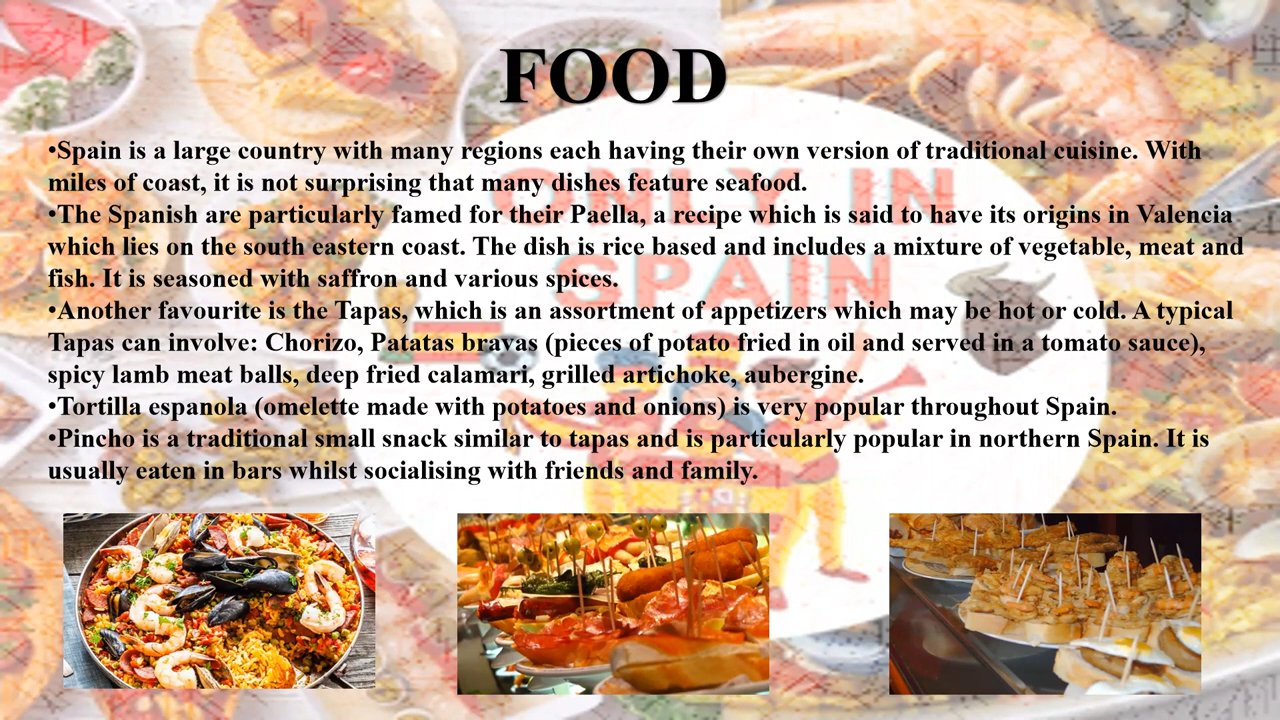 FOOD
•Spain is a large country with many regions each having their own version of traditional cuisine. With
miles of coast, it is not surprising that many dishes feature seafood.
•The Spanish are particularly famed for their Paella, a recipe which is said to have its origins in Valencia
which lies on the south eastern coast. The dish is rice based and includes a mixture of vegetable, meat and
fish. It is seasoned with saffron and various spices.
•Another favourite is the Tapas, which is an assortment of appetizers which may be hot or cold. A typical
Tapas can involve: Chorizo, Patatas bravas (pieces of potato fried in oil and served in a tomato sauce),
spicy lamb meat balls, deep fried calamari, grilled artichoke, aubergine.
•Tortilla espanola (omelette made with potatoes and onions) is very popular throughout Spain.
•Pincho is a traditional small snack similar to tapas and is particularly popular in northern Spain. It is
usually eaten in bars whilst socialising with friends and family.
ONLY IN
SPAIN